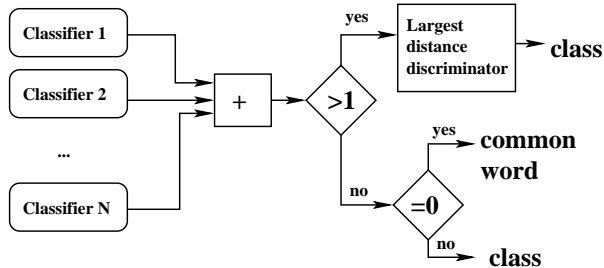 Classifier 1
Classifier 2
...
Classifier N
+
>1
yes
Largest
distance
discriminator
class
no
=0
yes
common
word
no
class